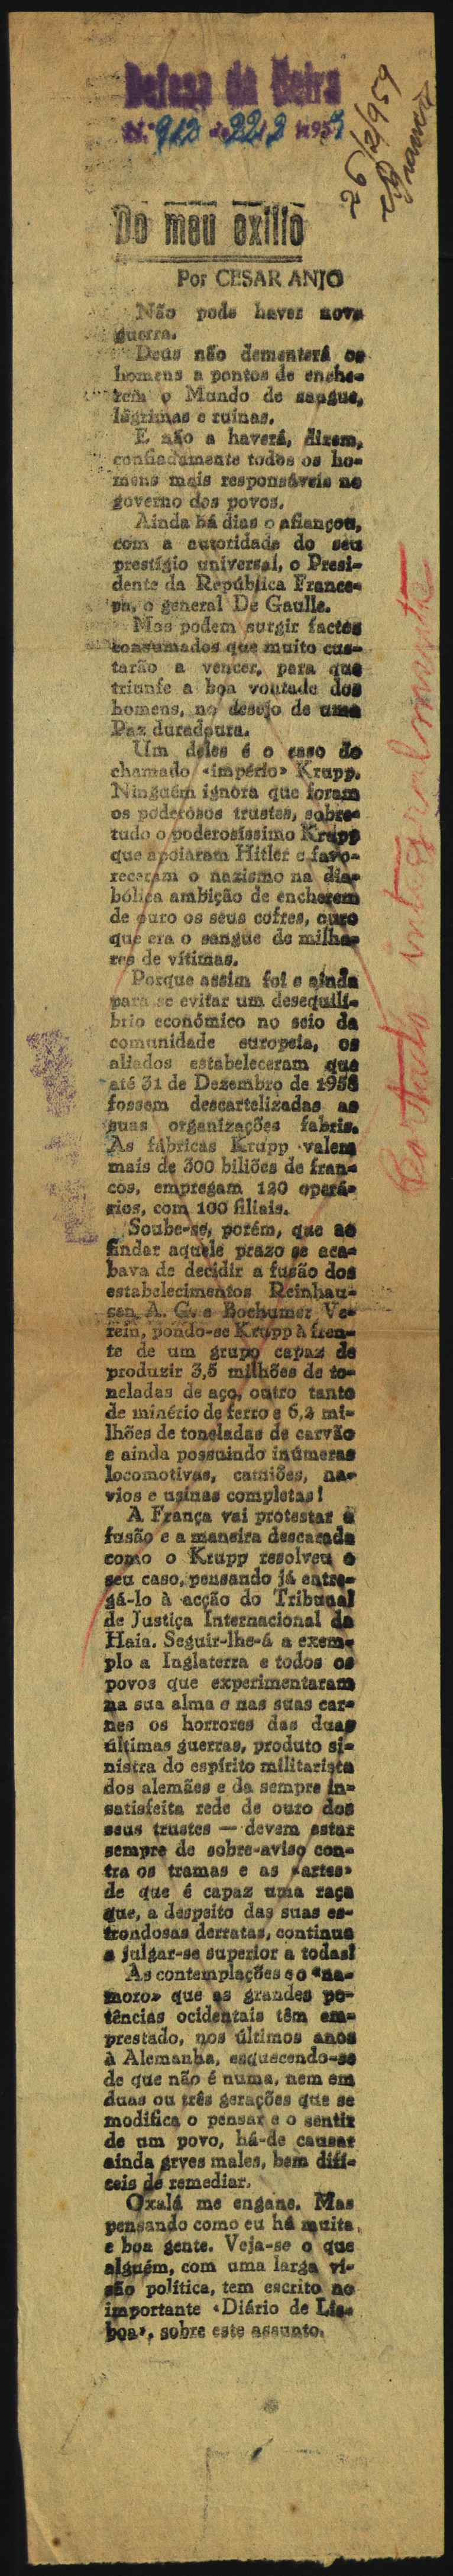 Defesa da Beira
N.º 912 de 22/2/1959
26/2/959
Do meu exílio
Por CESAR ANJO
Não pode haver nova
guerra.
Deus não dementará os
homens a pontos de enche-
rem o Mundo de sangue,
lágrimas e ruínas.
E não a haverá, dizem,
confiadamente todos os ho-
mens mais responsáveis no
governo dos povos.
Ainda há dias o afiançou,
com a autoridade do seu
prestígio universal, o Presi-
dente da República France-
sa, o general De Gaulle.
Mas podem surgir factos
consumados que muito cus-
tarão a vencer, para que
triunfe a boa vontade dos
homens, no desejo de uma
Paz duradoura.
Um deles é o caso do
chamado «império» Krupp.
Ninguém ignora que foram
os poderosos trustes, sobre-
tudo o poderosíssimo Krupp
que apoiaram Hitler e favo-
receram o nazismo na dia-
bólica ambição de encherem
de ouro os seus cofres, ouro
que era o sangue de milha-
res de vítimas.
Porque assim foi e ainda
para se evitar um desequilí-
brio económico no seio da
comunidade europeia, os
aliados estabeleceram que
até 31 de Dezembro de 1958
fossem descartelizadas as
suas organizações fabris.
As fábricas Krupp valem
mais de 300 biliões de fran-
cos, empregam 120 operá-
rios, com 100 filiais.
Soube-se, porém, que ao
findar aquele prazo se aca-
bava de decidir a fusão dos
estabelecimentos Reinhau-
sen A. G. e Bochumer Ve-
rein, pondo-se Krupp à fren-
te de um grupo capaz de
produzir 3,5 milhões de to-
neladas de aço, outro tanto
de minério de ferro e 6,2 mi-
lhões de toneladas de carvão
e ainda possuindo inúmeras
locomotivas, camiões, na-
vios e usinas completas!
A França vai protestar a
fusão e a maneira descarada
como o Krupp resolveu o
seu caso, pensando já entre-
gá-lo à acção do Tribunal
de Justiça Internacional da
Haia. Seguir-lhe-á a exem-
plo a Inglaterra e todos os
povos que experimentaram
na sua alma e nas suas car-
nes os horrores das duas
últimas guerras, produto si-
nistra do espírito militarista
dos alemães e da sempre in-
satisfeita rede de ouro dos
seus trustes — devem estar
sempre de sobre-aviso con-
tra os tramas e as «artes»
de que é capaz uma raça
que, a despeito das suas es-
trondosas derratas, continua
a julgar-se superior a todas!
As contemplações e o «na-
moro» que as grandes po-
tências ocidentais têm em-
prestado, nos últimos anos
à Alemanha, esquecendo-se
de que não é numa, nem em
duas ou três gerações que se
modifica o pensar e o sentir
de um povo, há-de causar
ainda grves males, bem difí-
ceis de remediar.
Oxalá me engane. Mas
pensando como eu há muita
e boa gente. Veja-se o que
alguém, com uma larga vi-
são política, tem escrito no
importante «Diário de Lis-
boa», sobre este assunto.
Cortado integralmente